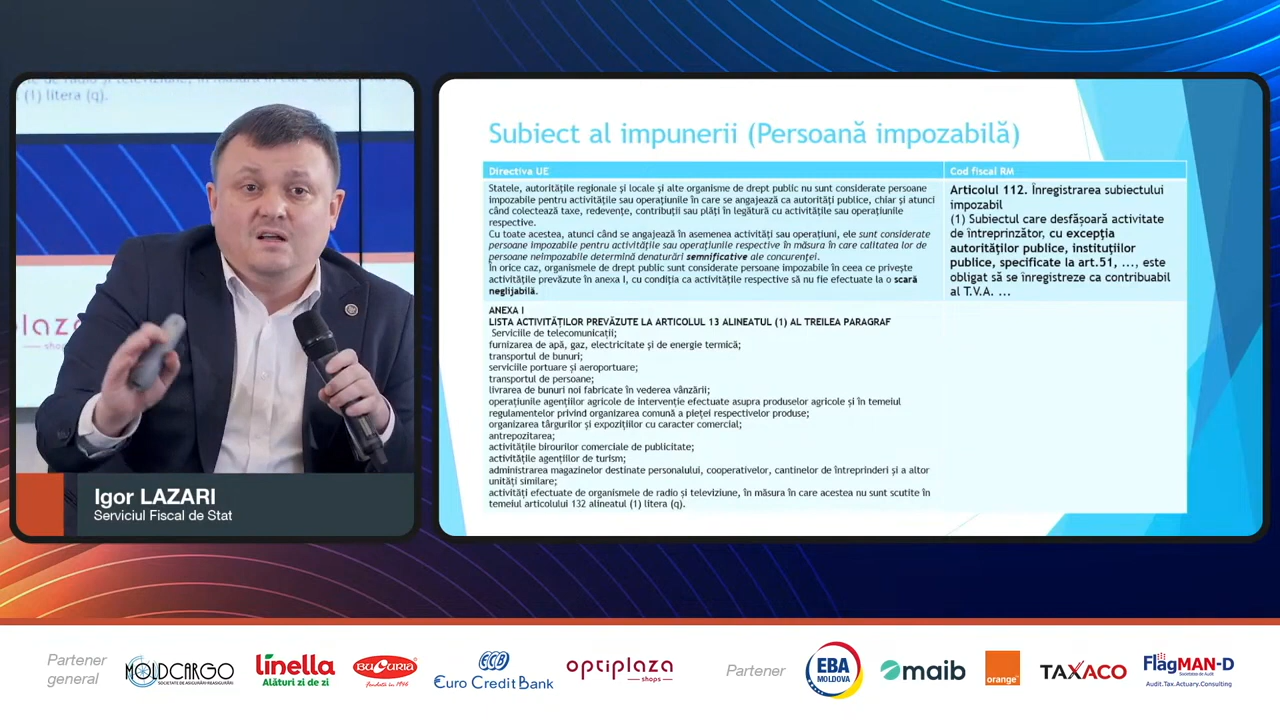 (1) litera (q).
Igor LAZARI
Serviciul Fiscal de Stat
Subiect al impunerii (Persoană impozabilă)
Directiva UE
Cod fiscal RM
Statele, autoritățile regionale și locale și alte organisme de drept public nu sunt considerate persoane
impozabile pentru activitățile sau operațiunile în care se angajează ca autorități publice, chiar și atunci
când colectează taxe, redevențe, contribuții sau plăți în legătură cu activitățile sau operațiunile
respective.
Cu toate acestea, atunci când se angajează în asemenea activități sau operațiuni, ele sunt considerate
persoane impozabile pentru activitățile sau operațiunile respective în măsura în care calitatea lor de
persoane neimpozabile determină denaturări semnificative ale concurenței.
În orice caz, organismele de drept public sunt considerate persoane impozabile în ceea ce privește
activitățile prevăzute în anexa I, cu condiția ca activitățile respective să nu fie efectuate la o scară
neglijabilă.
Articolul 112. Înregistrarea subiectului
impozabil
(1) Subiectul care desfășoară activitate
de întreprinzător, cu excepția
autorităților publice, instituțiilor
publice, specificate la art.51, ..., este
obligat să se înregistreze ca contribuabil
al T.V.A. ...
ANEXA I
LISTA ACTIVITĂȚILOR PREVĂZUTE LA ARTICOLUL 13 ALINEATUL (1) AL TREILEA PARAGRAF
Serviciile de telecomunicații;
furnizarea de apă, gaz, electricitate și de energie termică;
transportul de bunuri;
serviciile portuare și aeroportuare;
transportul de persoane;
livrarea de bunuri noi fabricate în vederea vânzării;
operațiunile agențiilor agricole de intervenție efectuate asupra produselor agricole și în temeiul
regulamentelor privind organizarea comună a pieței respectivelor produse;
organizarea târgurilor și expozițiilor cu caracter comercial;
antrepozitarea;
activitățile birourilor comerciale de publicitate;
activitățile agențiilor de turism;
administrarea magazinelor destinate personalului, cooperativelor, cantinelor de întreprinderi și a altor
unități similare;
activități efectuate de organismele de radio și televiziune, în măsura în care acestea nu sunt scutite în
temeiul articolului 132 alineatul (1) litera (q).
Partener
general
MOLDCARGO
SOCIETATE DE ASIGURĂRI-REASIGURĂRI
linella
Alături zi de zi
BUCURIA
fondată în 1946
ECB
Euro Credit Bank
optiplaza
shops
Partener
EBA
MOLDOVA
maib
orange
TAXACO
FlagMAN-D
Societatea de Audit
Audit.Tax.Actuary.Consulting